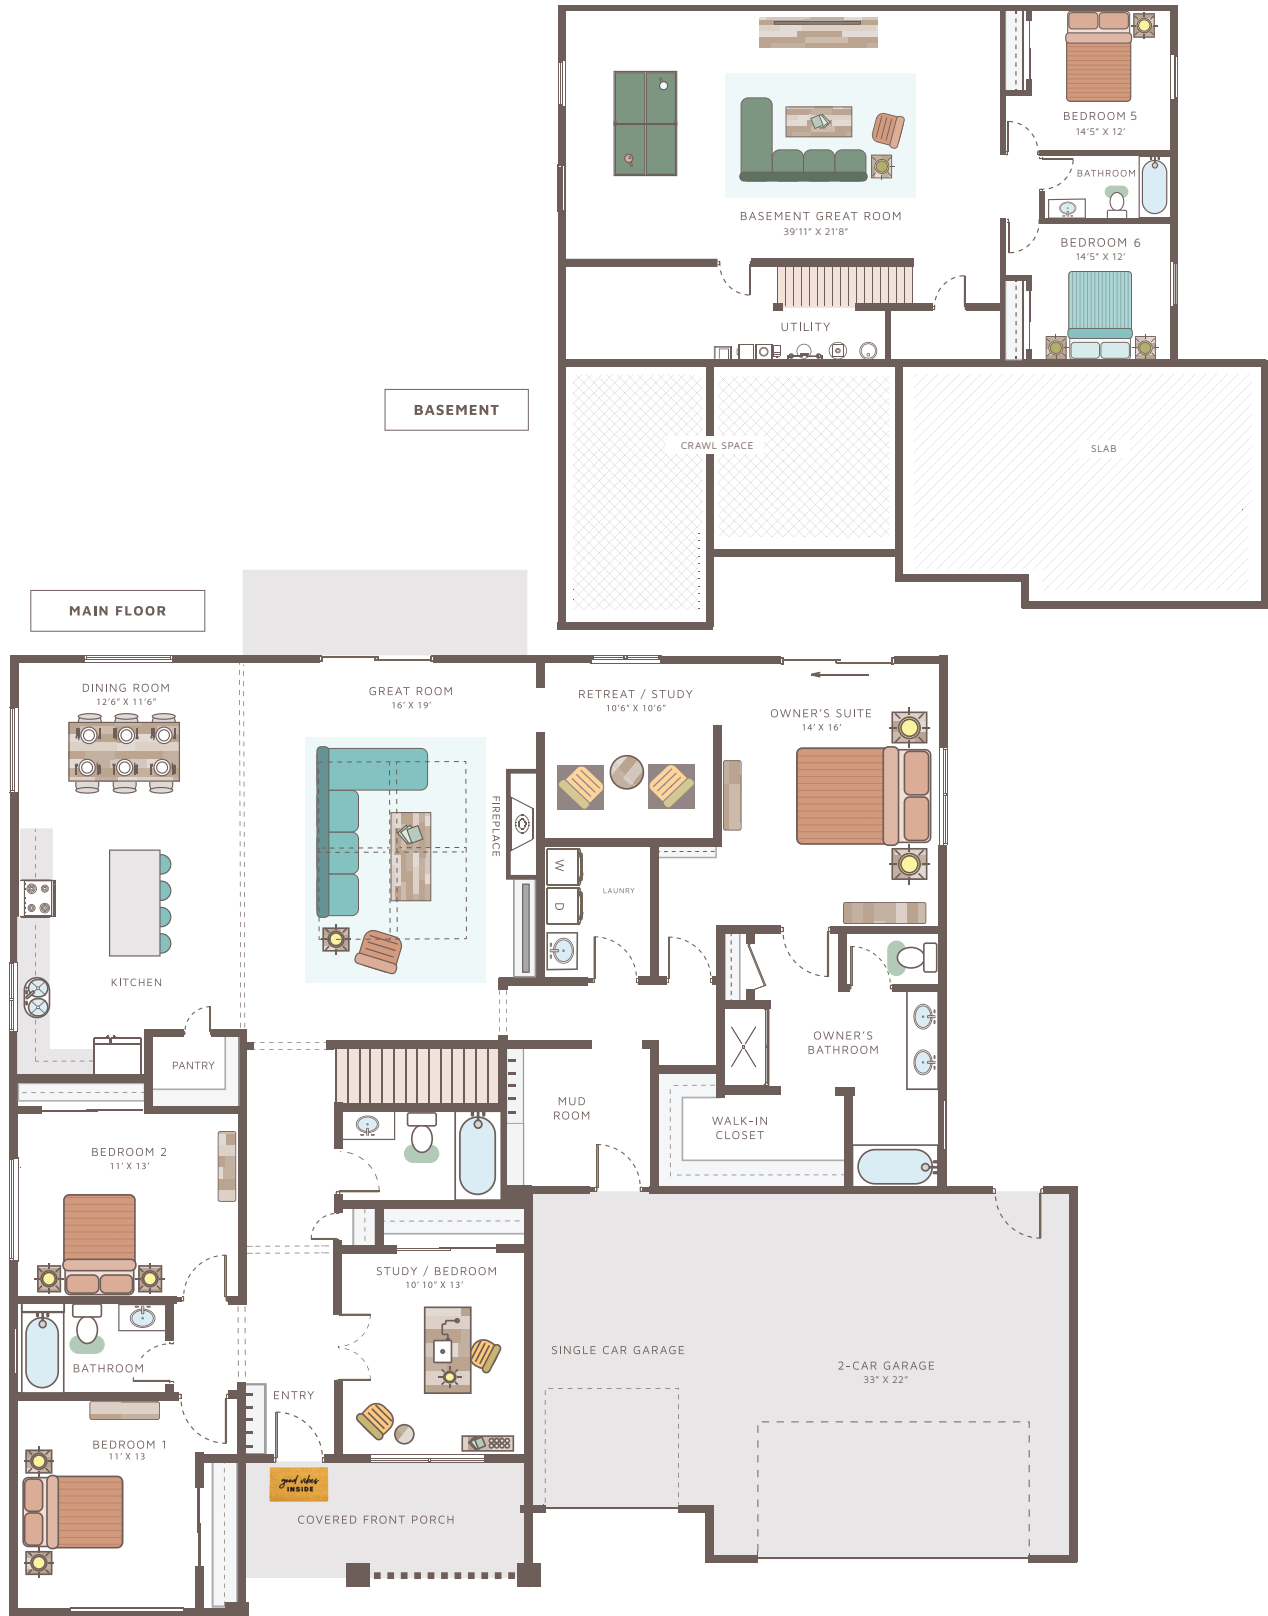 BEDROOM 5
14'5" X 12'
BATHROOM
BASEMENT GREAT ROOM
39'11" X 21'8"
BEDROOM 6
14'5" X 12'
UTILITY
BASEMENT
CRAWL SPACE
SLAB
MAIN FLOOR
DINING ROOM
12'6" X 11'6"
GREAT ROOM
16' X 19'
RETREAT / STUDY
10'6" X 10'6"
OWNER'S SUITE
14' X 16'
FIREPLACE
W
D
LAUNRY
KITCHEN
PANTRY
OWNER'S
BATHROOM
MUD
ROOM
WALK-IN
CLOSET
BEDROOM 2
11' X 13'
STUDY / BEDROOM
10' 10" X 13'
BATHROOM
SINGLE CAR GARAGE
2-CAR GARAGE
33" X 22"
ENTRY
BEDROOM 1
11' X 13
good vibes
INSIDE
COVERED FRONT PORCH